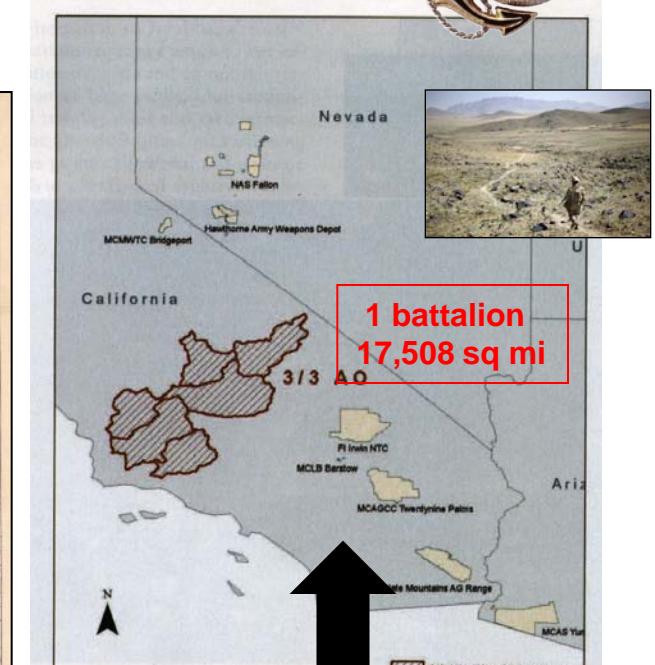 Nevada
NAS Fallon
Hawthorne Army Weapons Depot
MCMWTC Bridgeport
U
California
1 battalion
17,508 sq mi
3/3 AO
Ft Irwin NTC
MCLB Barstow
Ariz
MCAGCC Twentynine Palms
Mountains AG Range
N
MCAS Yum